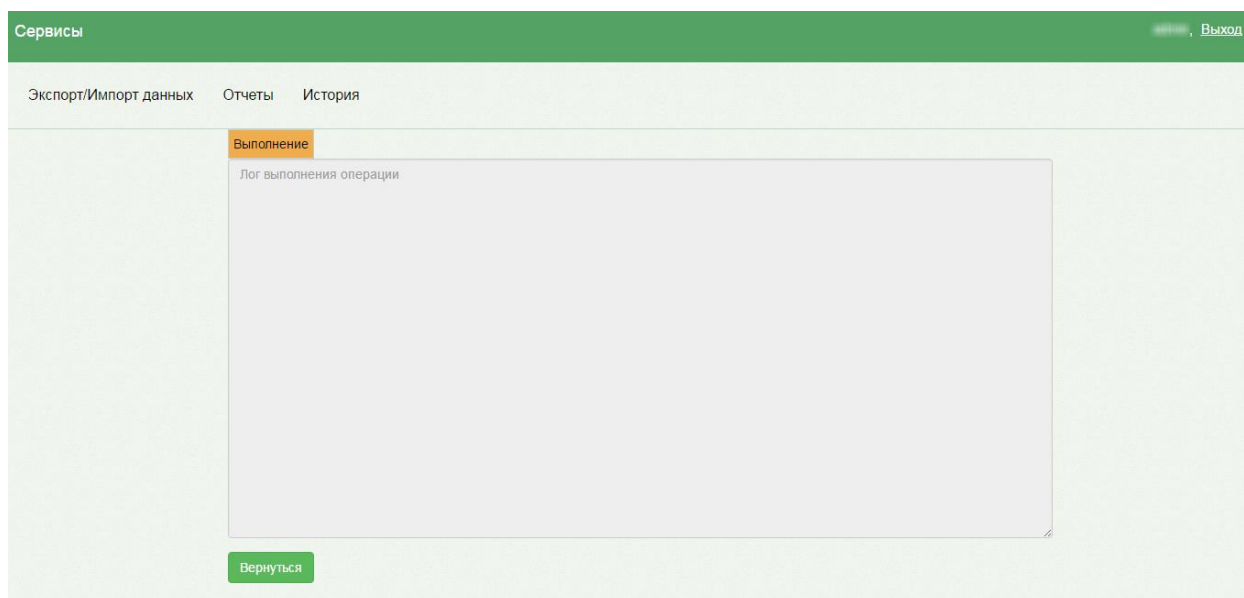 Сервисы
, Выход
Экспорт/Импорт данных Отчеты История
Выполнение
Лог выполнения операции
Вернуться